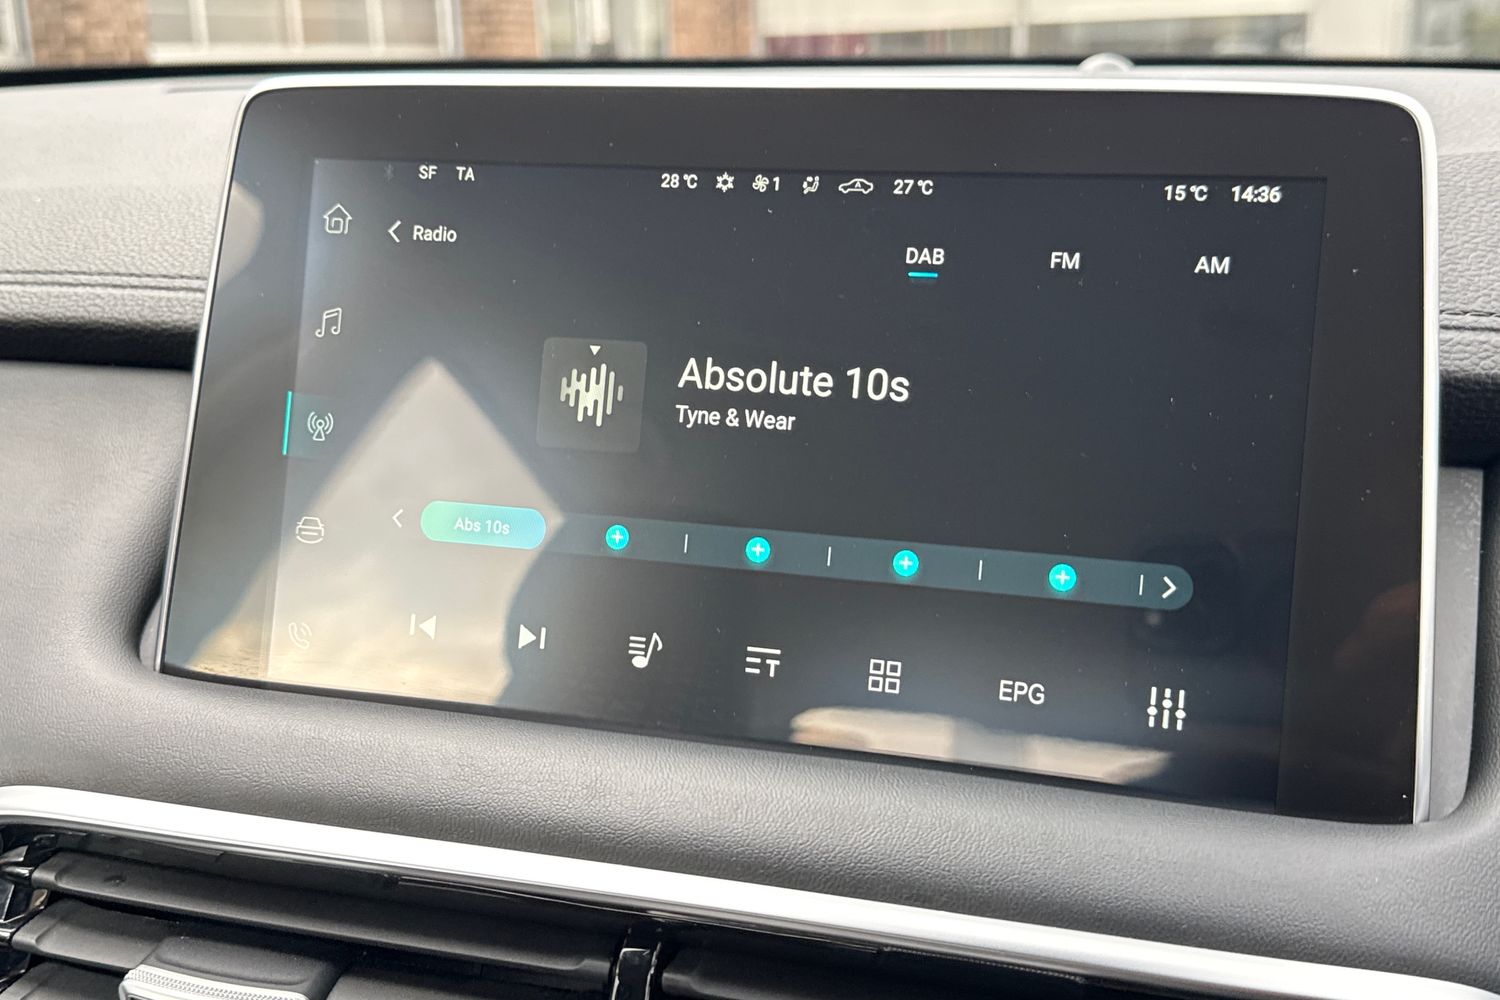 SF TA
28°C 1 27°C
15°C 14:36
Radio
DAB FM AM
Absolute 10s
Tyne & Wear
Abs 10s
EPG